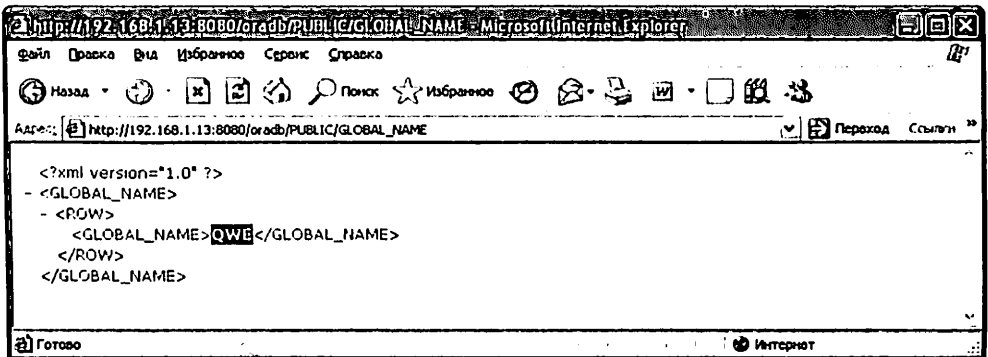 http://192.168.1.13:8080/oradb/PUBLIC/GLOBAL_NAME - Microsoft Internet Explorer
Файл Правка Вид Избранное Сервис Справка
Назад Поиск Избранное
Адрес: http://192.168.1.13:8080/oradb/PUBLIC/GLOBAL_NAME Переход Ссылки »
<?xml version="1.0" ?>
- <GLOBAL_NAME>
- <ROW>
<GLOBAL_NAME>QWE</GLOBAL_NAME>
</ROW>
</GLOBAL_NAME>
Готово Интернет